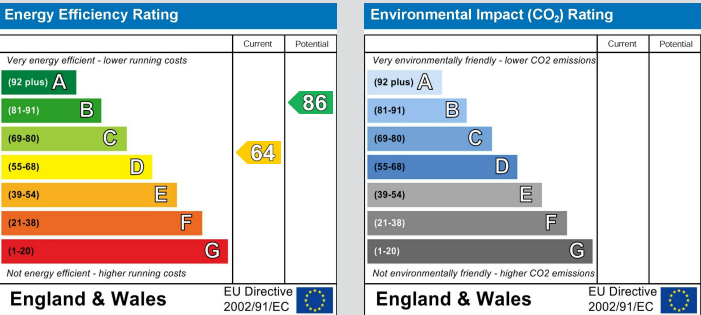 Energy Efficiency Rating
Current Potential
Very energy efficient - lower running costs
(92 plus) A
(81-91) B
86
(69-80) C
64
(55-68) D
(39-54) E
(21-38) F
(1-20) G
Not energy efficient - higher running costs
England & Wales
EU Directive
2002/91/EC
Environmental Impact (CO₂) Rating
Current Potential
Very environmentally friendly - lower CO2 emissions
(92 plus) A
(81-91) B
(69-80) C
(55-68) D
(39-54) E
(21-38) F
(1-20) G
Not environmentally friendly - higher CO2 emissions
England & Wales
EU Directive
2002/91/EC